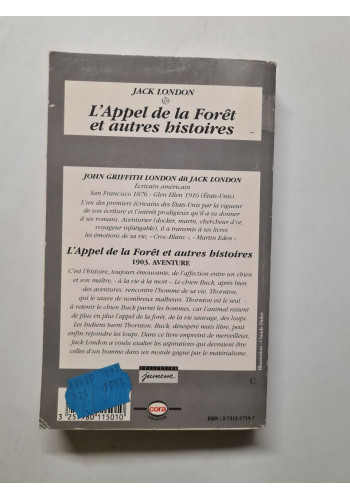 JACK LONDON
L'Appel de la Forêt
et autres histoires
JOHN GRIFFITH LONDON dit JACK LONDON
Écrivain américain
San Francisco 1876 - Glen Ellen 1916 (États-Unis)
L'un des premiers écrivains des États-Unis par la vigueur
de son écriture et l'intérêt prodigieux qu'il a su donner
à ses romans. Aventurier (docker, marin, chercheur d'or,
voyageur infatigable), il a transmis à ses livres
les émotions de sa vie, «Croc-Blanc», «Martin Eden».
L'Appel de la Forêt et autres histoires
1903, AVENTURE
C'est l'histoire, toujours émouvante, de l'affection entre un chien
et son maître, «à la vie à la mort». Le chien Buck, après bien
des aventures, rencontre l'homme de sa vie, Thornton,
qui le sauve de nombreux malheurs. Thornton est le seul
à retenir le chien Buck parmi les hommes, car l'animal ressent
de plus en plus l'appel de la forêt, de la vie sauvage, des loups.
Les Indiens tuent Thornton. Buck, désespéré mais libre, peut
enfin rejoindre les loups. Dans ce livre empreint de merveilleux,
Jack London a voulu exalter les aspirations qui devraient être
celles d'un homme dans un monde gagné par le matérialisme.
COLLECTION
jeunesse
cora
C